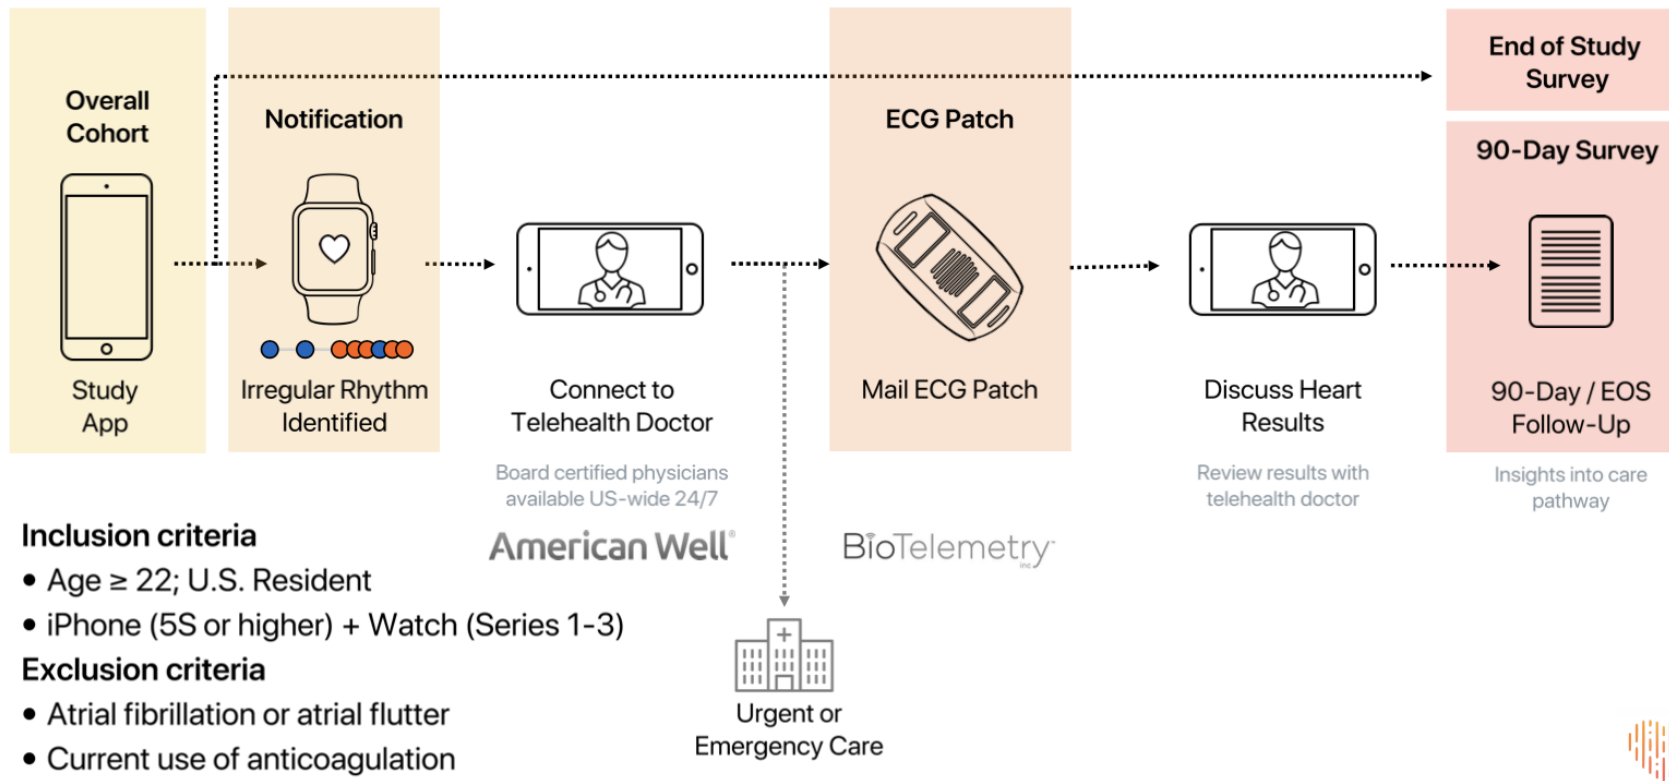 End of Study
Survey
Overall
Cohort
Notification
ECG Patch
90-Day Survey
Study
App
Irregular Rhythm
Identified
Connect to
Telehealth Doctor
Board certified physicians
available US-wide 24/7
American Well®
Mail ECG Patch
BioTelemetry™
inc
Discuss Heart
Results
Review results with
telehealth doctor
90-Day / EOS
Follow-Up
Insights into care
pathway
Inclusion criteria
• Age ≥ 22; U.S. Resident
• iPhone (5S or higher) + Watch (Series 1-3)
Exclusion criteria
• Atrial fibrillation or atrial flutter
• Current use of anticoagulation
Urgent or
Emergency Care